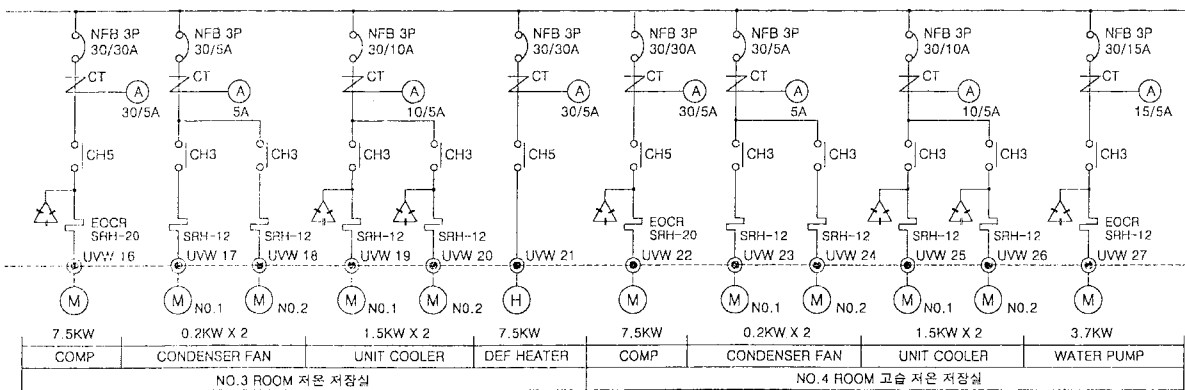 NFB 3P NFB 3P NFB 3P NFB 3P NFB 3P NFB 3P NFB 3P NFB 3P
30/30A 30/5A 30/10A 30/30A 30/30A 30/5A 30/10A 30/15A
CT CT CT CT CT CT CT CT
A A A A A A A A
30/5A 5A 10/5A 30/5A 30/5A 5A 10/5A 15/5A
CH5 CH3 CH3 CH3 CH3 CH5 CH5 CH3 CH3 CH3 CH3 CH3
EOCR EOCR EOCR
SRH-20 SRH-12 SRH-12 SRH-12 SRH-12 SRH-20 SRH-12 SRH-12 SRH-12 SRH-12 SRH-12
UVW 16 UVW 17 UVW 18 UVW 19 UVW 20 UVW 21 UVW 22 UVW 23 UVW 24 UVW 25 UVW 26 UVW 27
M M N0.1 M N0.2 M N0.1 M N0.2 H M M N0.1 M N0.2 M N0.1 M N0.2 M
7.5KW 0.2KW X 2 1.5KW X 2 7.5KW 7.5KW 0.2KW X 2 1.5KW X 2 3.7KW
COMP CONDENSER FAN UNIT COOLER DEF HEATER COMP CONDENSER FAN UNIT COOLER WATER PUMP
NO.3 ROOM 저온 저장실 NO.4 ROOM 고습 저온 저장실